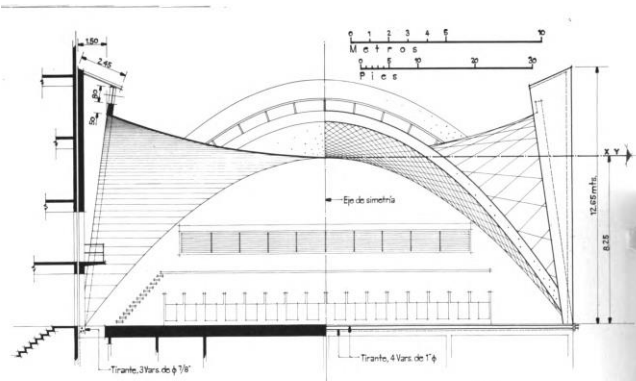 1.50
2.45
80
50
0 1 2 3 4 5 10
Metros
Pies
0 5 10 20 30
X Y
12.65 mts.
8.25
Eje de simetría
Tirante, 3 Vars. de ϕ 7/8"
Tirante, 4 Vars. de 1" ϕ